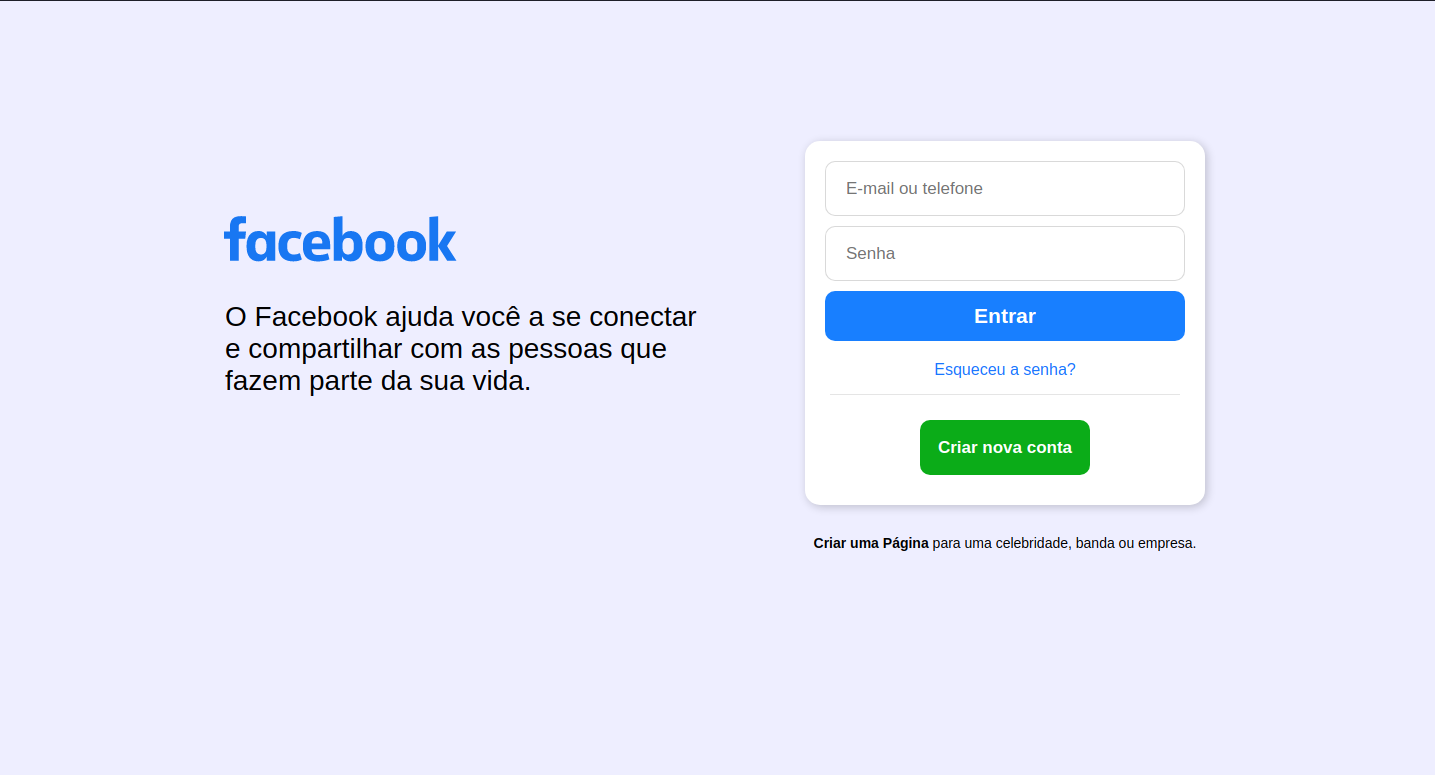 facebook
O Facebook ajuda você a se conectar
e compartilhar com as pessoas que
fazem parte da sua vida.
E-mail ou telefone
Senha
Entrar
Esqueceu a senha?
Criar nova conta
Criar uma Página para uma celebridade, banda ou empresa.